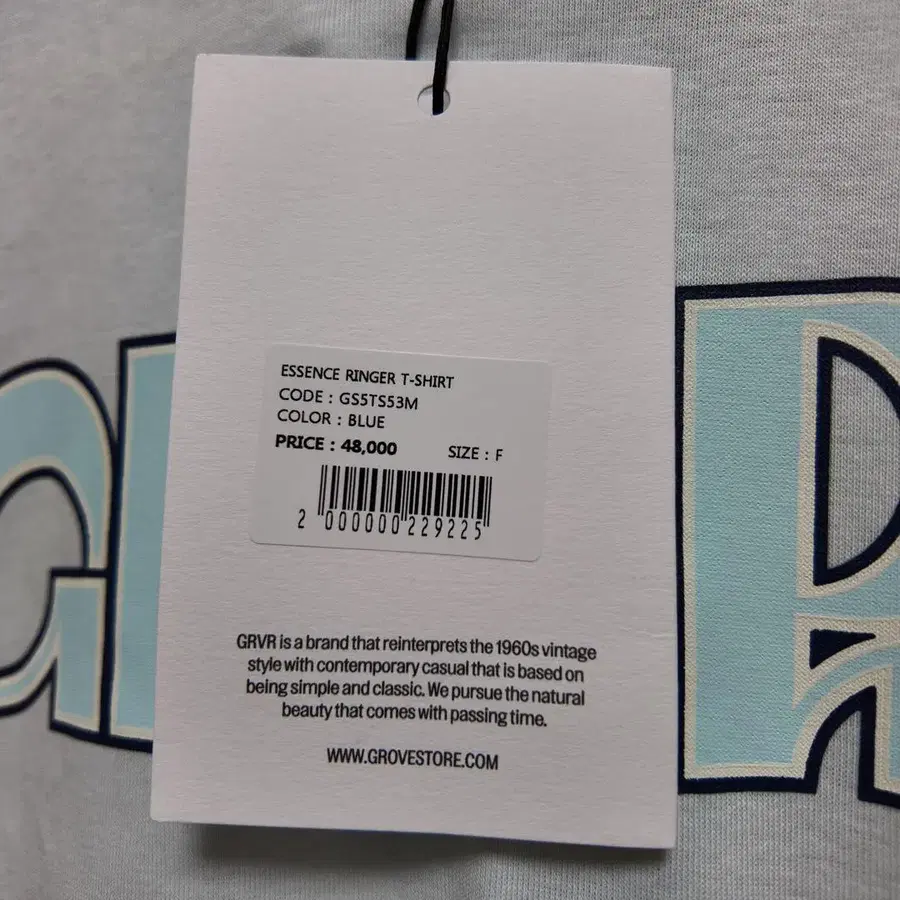 ESSENCE RINGER T-SHIRT
CODE : GS5TS53M
COLOR : BLUE
PRICE : 48,000 SIZE : F
2 000000 229225
GRVR is a brand that reinterprets the 1960s vintage
style with contemporary casual that is based on
being simple and classic. We pursue the natural
beauty that comes with passing time.
WWW.GROVESTORE.COM